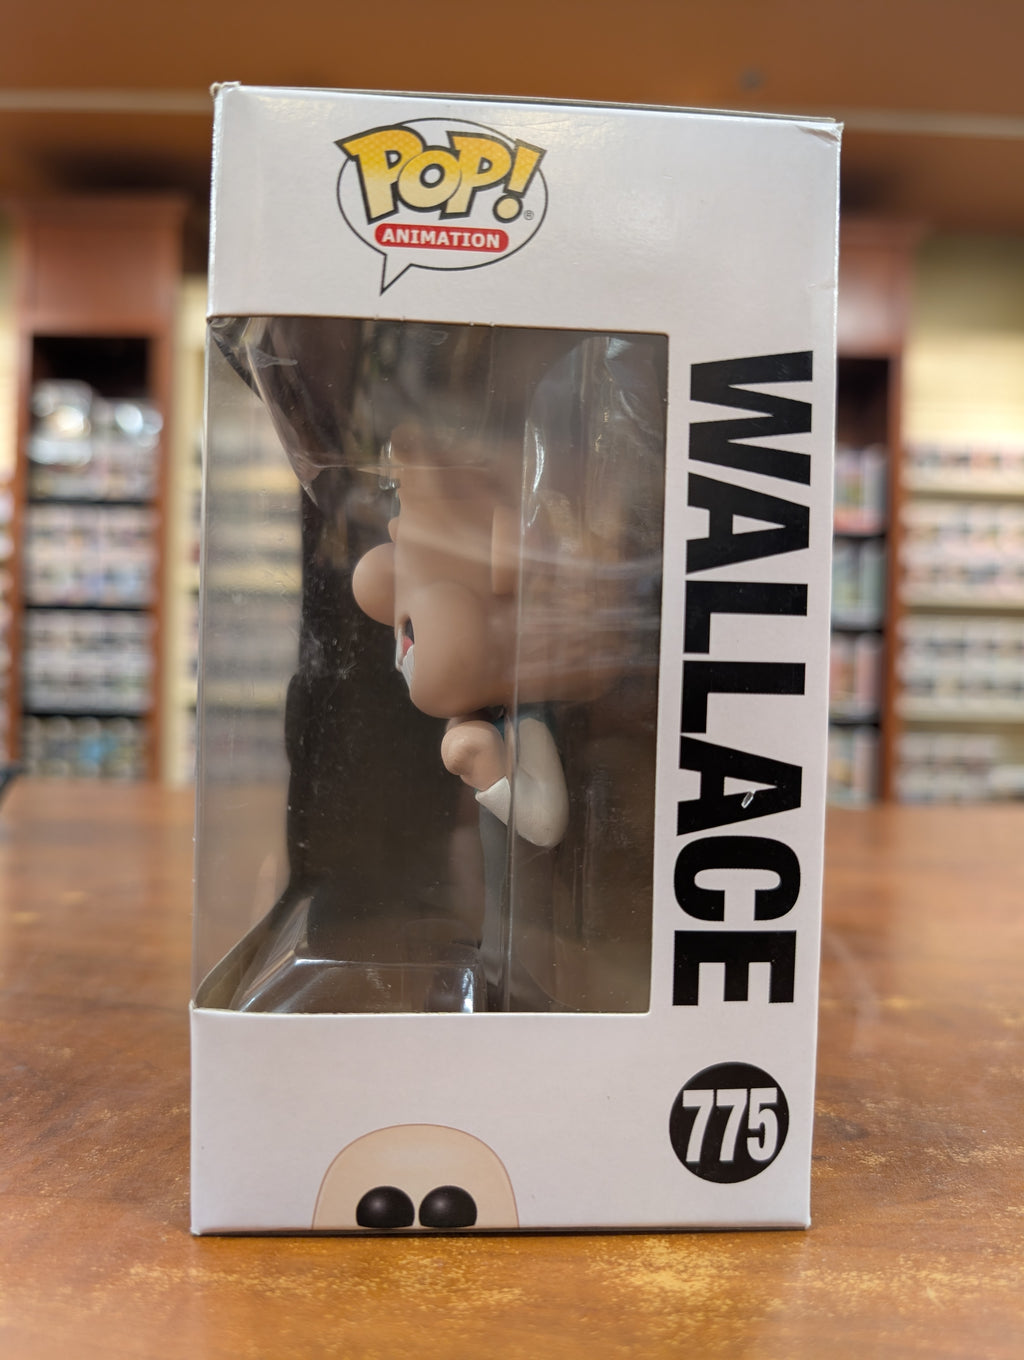 POP!
®
ANIMATION
WALLACE
775